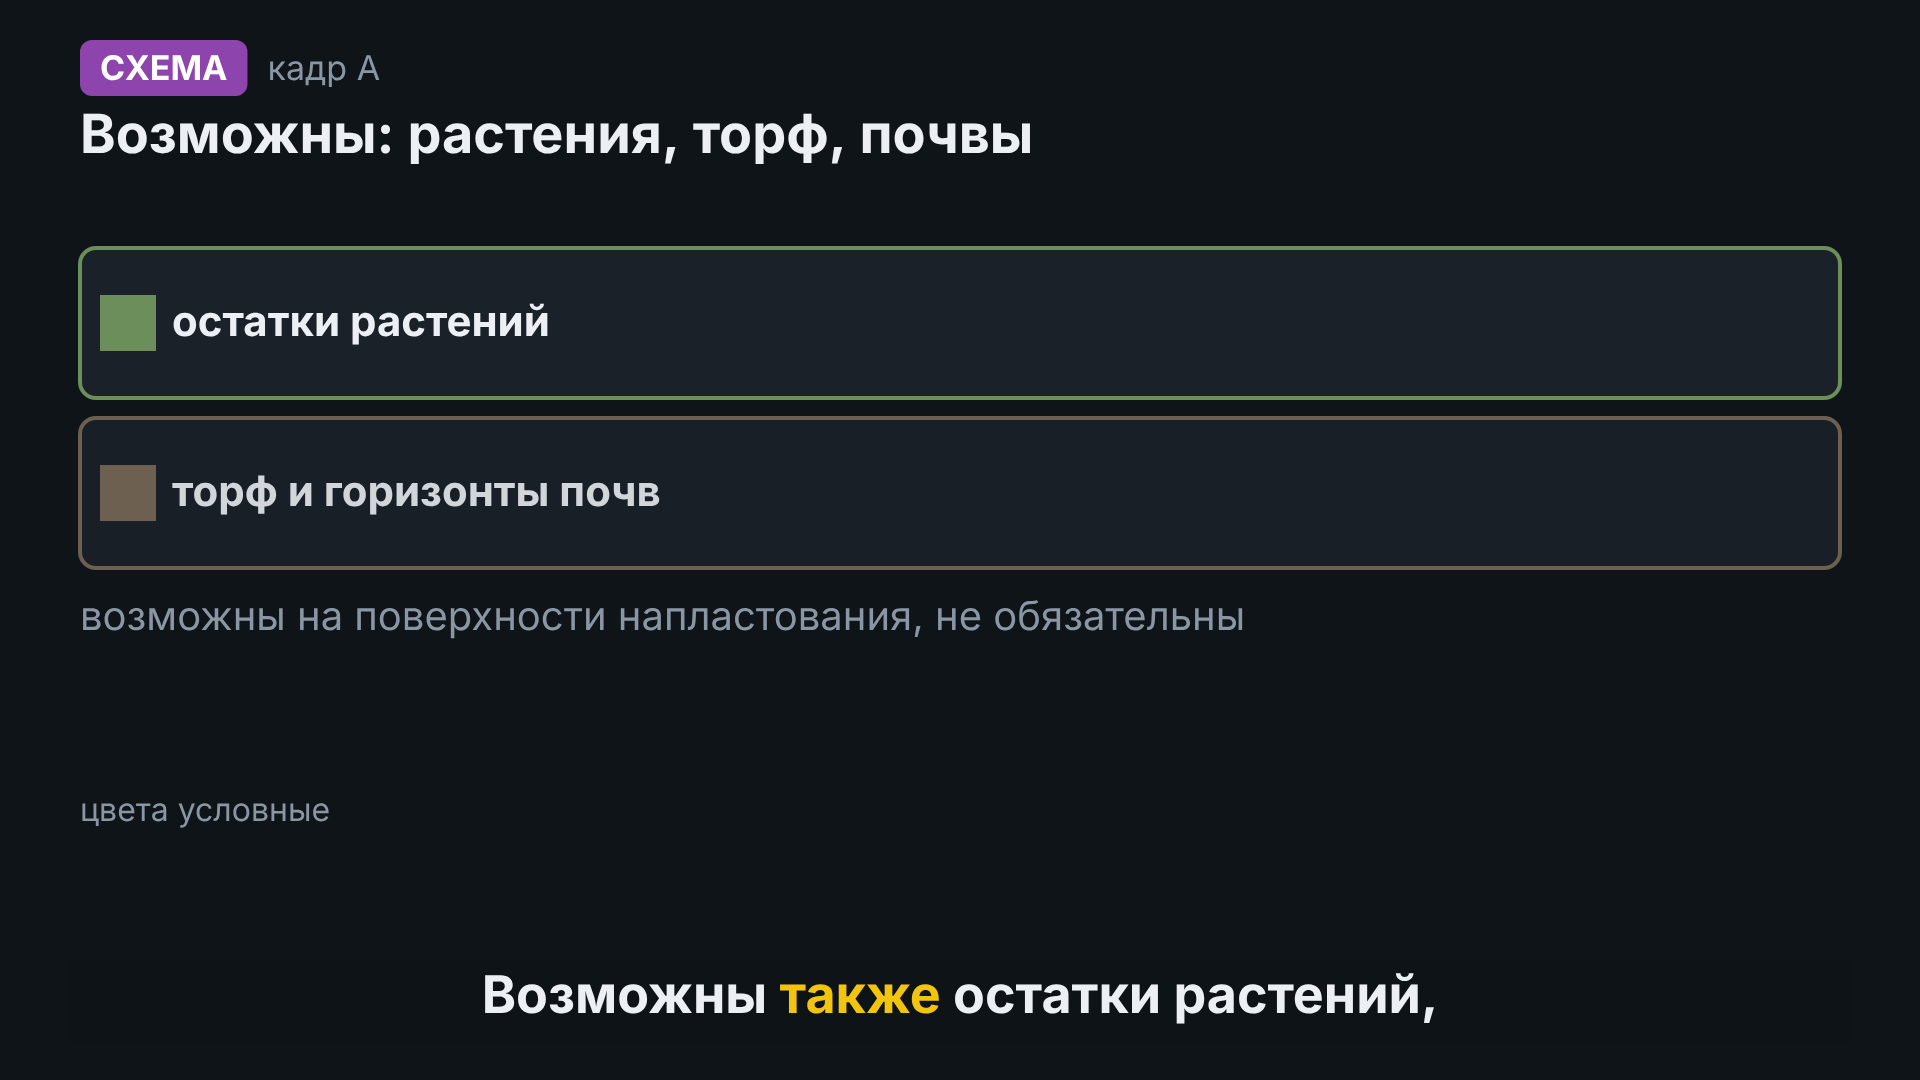 СХЕМА кадр А
Возможны: растения, торф, почвы
остатки растений
торф и горизонты почв
возможны на поверхности напластования, не обязательны
цвета условные
Возможны также остатки растений,